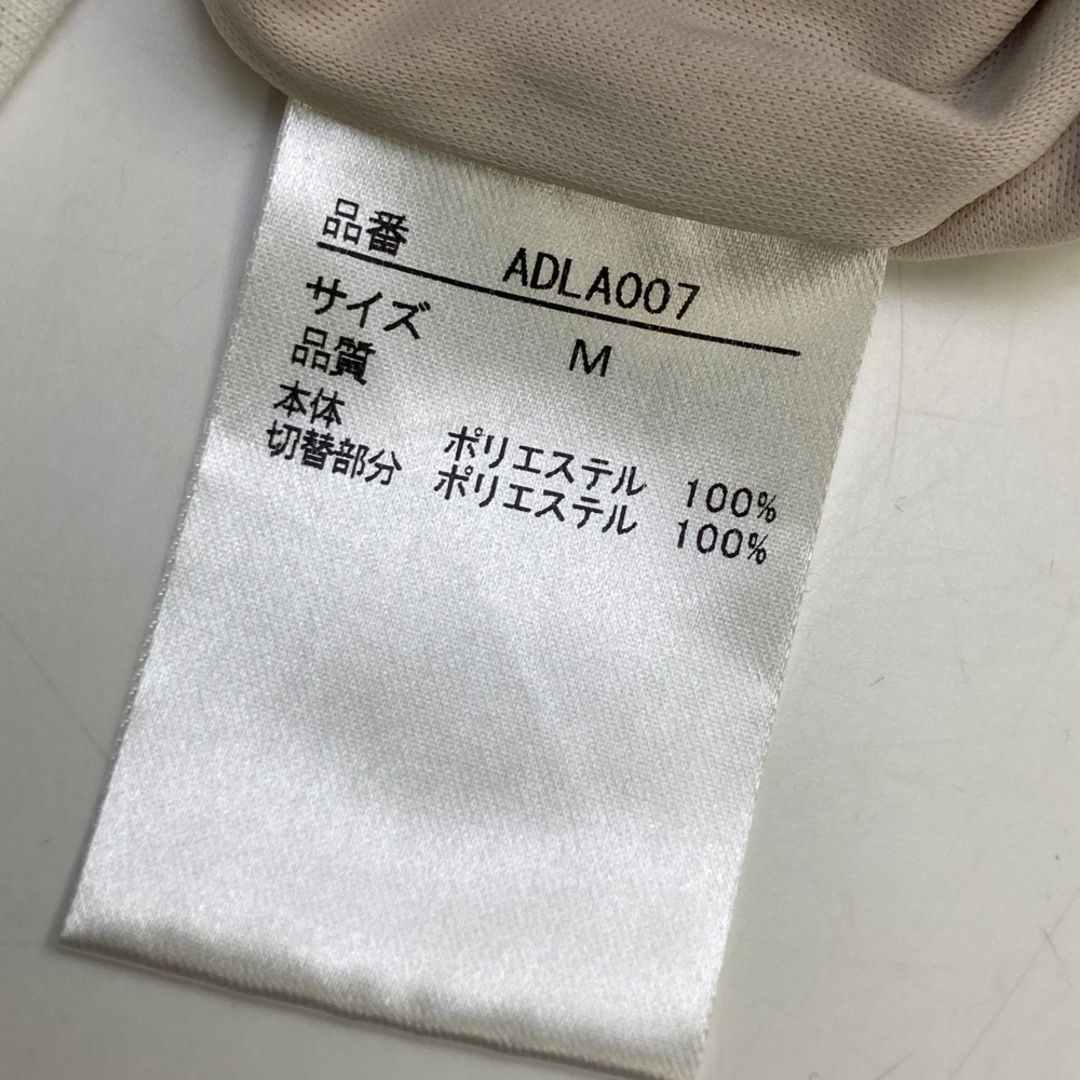 品番 ADLA007
サイズ M
品質
本体 ポリエステル 100%
切替部分 ポリエステル 100%